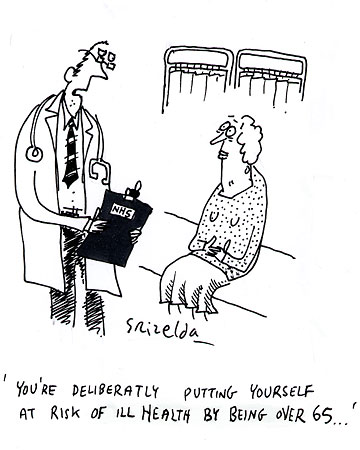 NHS
Grizelda
'YOU'RE DELIBERATLY PUTTING YOURSELF
AT RISK OF ILL HEALTH BY BEING OVER 65...'